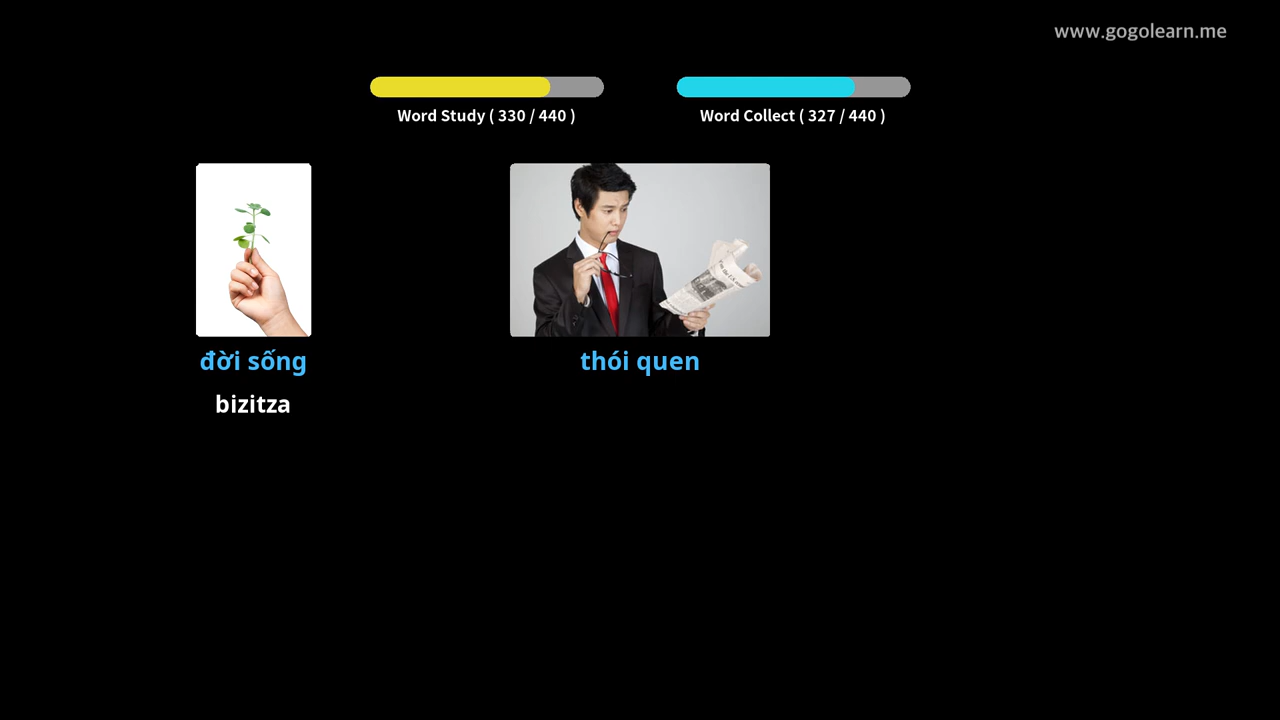 www.gogolearn.me
Word Study ( 330 / 440 )
Word Collect ( 327 / 440 )
đời sống
thói quen
bizitza